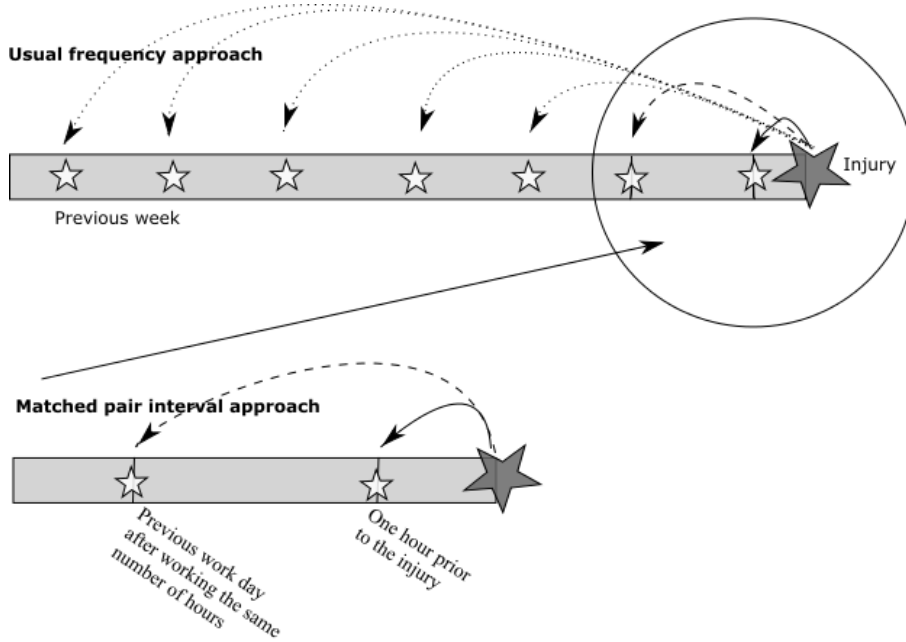 Usual frequency approach
Injury
Previous week
Matched pair interval approach
Previous work day
after working the same
number of hours
One hour prior
to the injury